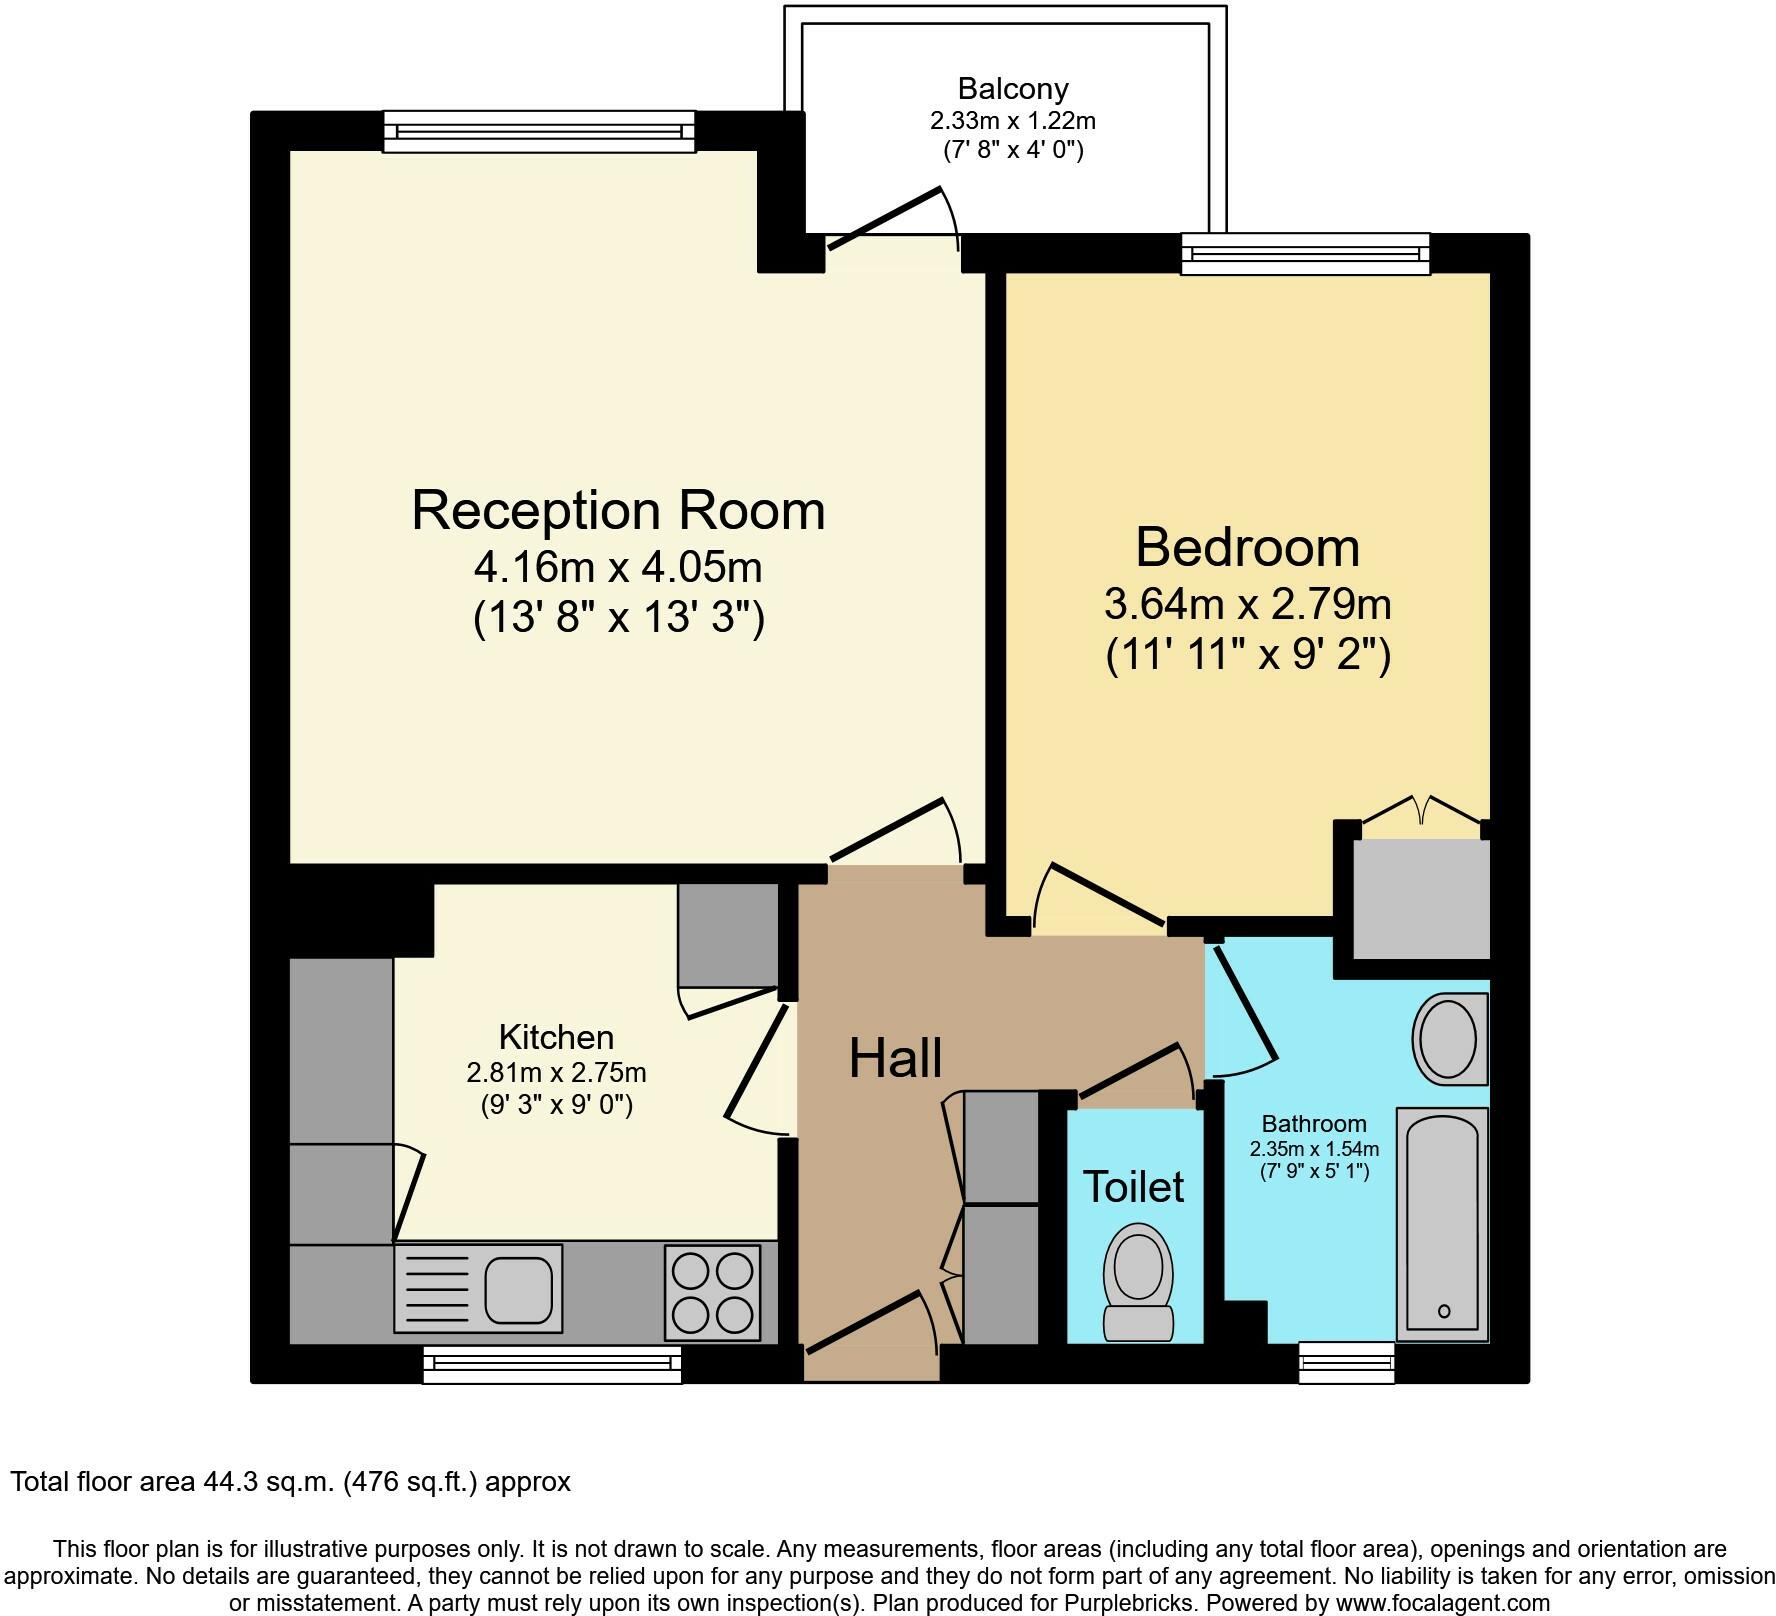 Balcony
2.33m x 1.22m
(7' 8" x 4' 0")
Reception Room
4.16m x 4.05m
(13' 8" x 13' 3")
Bedroom
3.64m x 2.79m
(11' 11" x 9' 2")
Kitchen
2.81m x 2.75m
(9' 3" x 9' 0")
Hall
Toilet
Bathroom
2.35m x 1.54m
(7' 9" x 5' 1")
Total floor area 44.3 sq.m. (476 sq.ft.) approx
This floor plan is for illustrative purposes only. It is not drawn to scale. Any measurements, floor areas (including any total floor area), openings and orientation are
approximate. No details are guaranteed, they cannot be relied upon for any purpose and they do not form part of any agreement. No liability is taken for any error, omission
or misstatement. A party must rely upon its own inspection(s). Plan produced for Purplebricks. Powered by www.focalagent.com